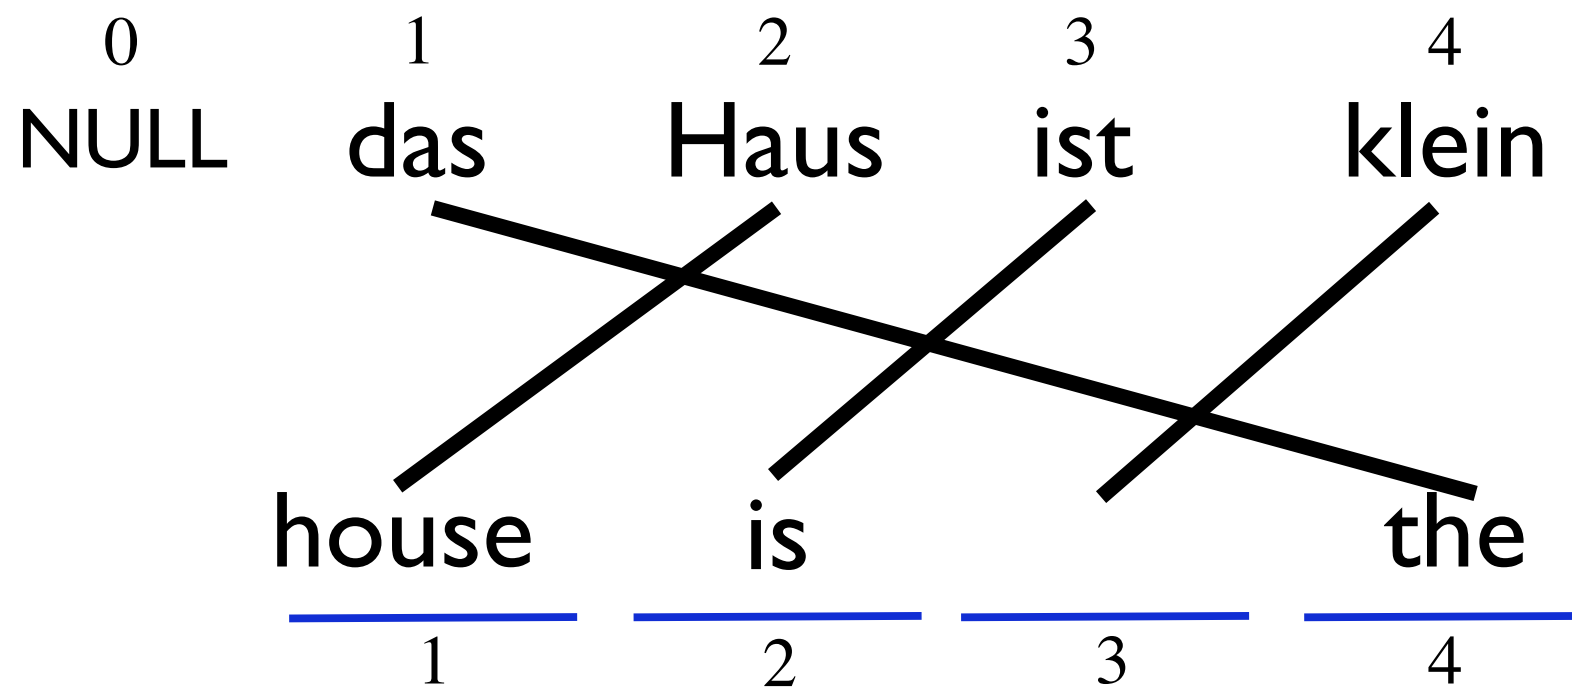 0 1 2 3 4
NULL das Haus ist klein
house is the
1 2 3 4